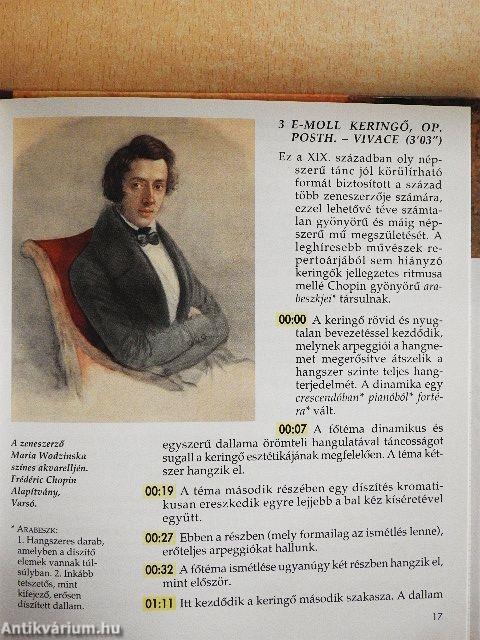 3 E-MOLL KERINGŐ, OP.
POSTH. – VIVACE (3'03")
Ez a XIX. században oly nép-
szerű tánc jól körülírható
formát biztosított a század
több zeneszerzője számára,
ezzel lehetővé téve számta-
lan gyönyörű és máig nép-
szerű mű megszületését. A
leghíresebb művészek re-
pertoárjából sem hiányzó
keringők jellegzetes ritmusa
mellé Chopin gyönyörű ara-
beszkjei* társulnak.
00:00 A keringő rövid és nyug-
talan bevezetéssel kezdődik,
melynek arpeggiói a hangne-
met megerősítve átszelik a
hangszer szinte teljes hang-
terjedelmét. A dinamika egy
crescendóban* pianóból* forté-
ra* vált.
00:07 A főtéma dinamikus és
egyszerű dallama örömteli hangulatával táncosságot
sugall a keringő esztétikájának megfelelően. A téma két-
szer hangzik el.
00:19 A téma második részében egy díszítés kromati-
kusan ereszkedik egyre lejjebb a bal kéz kíséretével
együtt.
00:27 Ebben a részben (mely formailag az ismétlés lenne),
erőteljes arpeggiókat hallunk.
00:32 A főtéma ismétlése ugyanúgy két részben hangzik el,
mint először.
01:11 Itt kezdődik a keringő második szakasza. A dallam
17
A zeneszerző
Maria Wodzinska
színes akvarelljén.
Frédéric Chopin
Alapítvány,
Varsó.
* ARABESZK:
1. Hangszeres darab,
amelyben a díszítő
elemek vannak túl-
súlyban. 2. Inkább
tetszetős, mint
kifejező, erősen
díszített dallam.
Antikvárium.hu